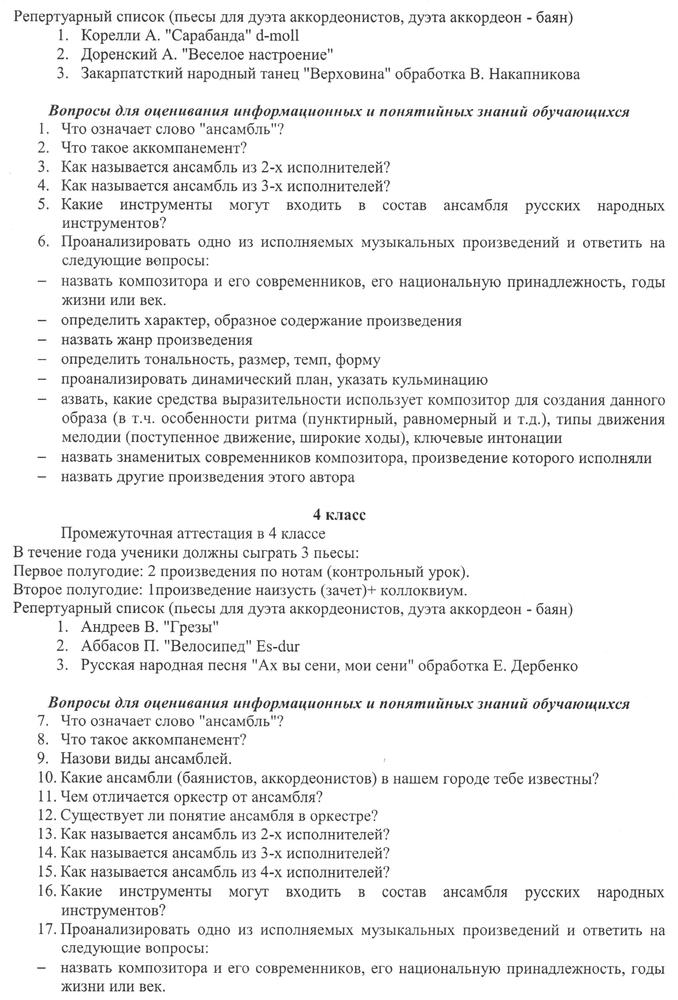 Репертуарный список (пьесы для дуэта аккордеонистов, дуэта аккордеон - баян)
1. Корелли А. "Сарабанда" d-moll
2. Доренский А. "Веселое настроение"
3. Закарпатсткий народный танец "Верховина" обработка В. Накапникова
Вопросы для оценивания информационных и понятийных знаний обучающихся
1. Что означает слово "ансамбль"?
2. Что такое аккомпанемент?
3. Как называется ансамбль из 2-х исполнителей?
4. Как называется ансамбль из 3-х исполнителей?
5. Какие инструменты могут входить в состав ансамбля русских народных
инструментов?
6. Проанализировать одно из исполняемых музыкальных произведений и ответить на
следующие вопросы:
– назвать композитора и его современников, его национальную принадлежность, годы
жизни или век.
– определить характер, образное содержание произведения
– назвать жанр произведения
– определить тональность, размер, темп, форму
– проанализировать динамический план, указать кульминацию
– азвать, какие средства выразительности использует композитор для создания данного
образа (в т.ч. особенности ритма (пунктирный, равномерный и т.д.), типы движения
мелодии (поступенное движение, широкие ходы), ключевые интонации
– назвать знаменитых современников композитора, произведение которого исполняли
– назвать другие произведения этого автора
4 класс
Промежуточная аттестация в 4 классе
В течение года ученики должны сыграть 3 пьесы:
Первое полугодие: 2 произведения по нотам (контрольный урок).
Второе полугодие: 1произведение наизусть (зачет)+ коллоквиум.
Репертуарный список (пьесы для дуэта аккордеонистов, дуэта аккордеон - баян)
1. Андреев В. "Грезы"
2. Аббасов П. "Велосипед" Es-dur
3. Русская народная песня "Ах вы сени, мои сени" обработка Е. Дербенко
Вопросы для оценивания информационных и понятийных знаний обучающихся
7. Что означает слово "ансамбль"?
8. Что такое аккомпанемент?
9. Назови виды ансамблей.
10. Какие ансамбли (баянистов, аккордеонистов) в нашем городе тебе известны?
11. Чем отличается оркестр от ансамбля?
12. Существует ли понятие ансамбля в оркестре?
13. Как называется ансамбль из 2-х исполнителей?
14. Как называется ансамбль из 3-х исполнителей?
15. Как называется ансамбль из 4-х исполнителей?
16. Какие инструменты могут входить в состав ансамбля русских народных
инструментов?
17. Проанализировать одно из исполняемых музыкальных произведений и ответить на
следующие вопросы:
– назвать композитора и его современников, его национальную принадлежность, годы
жизни или век.